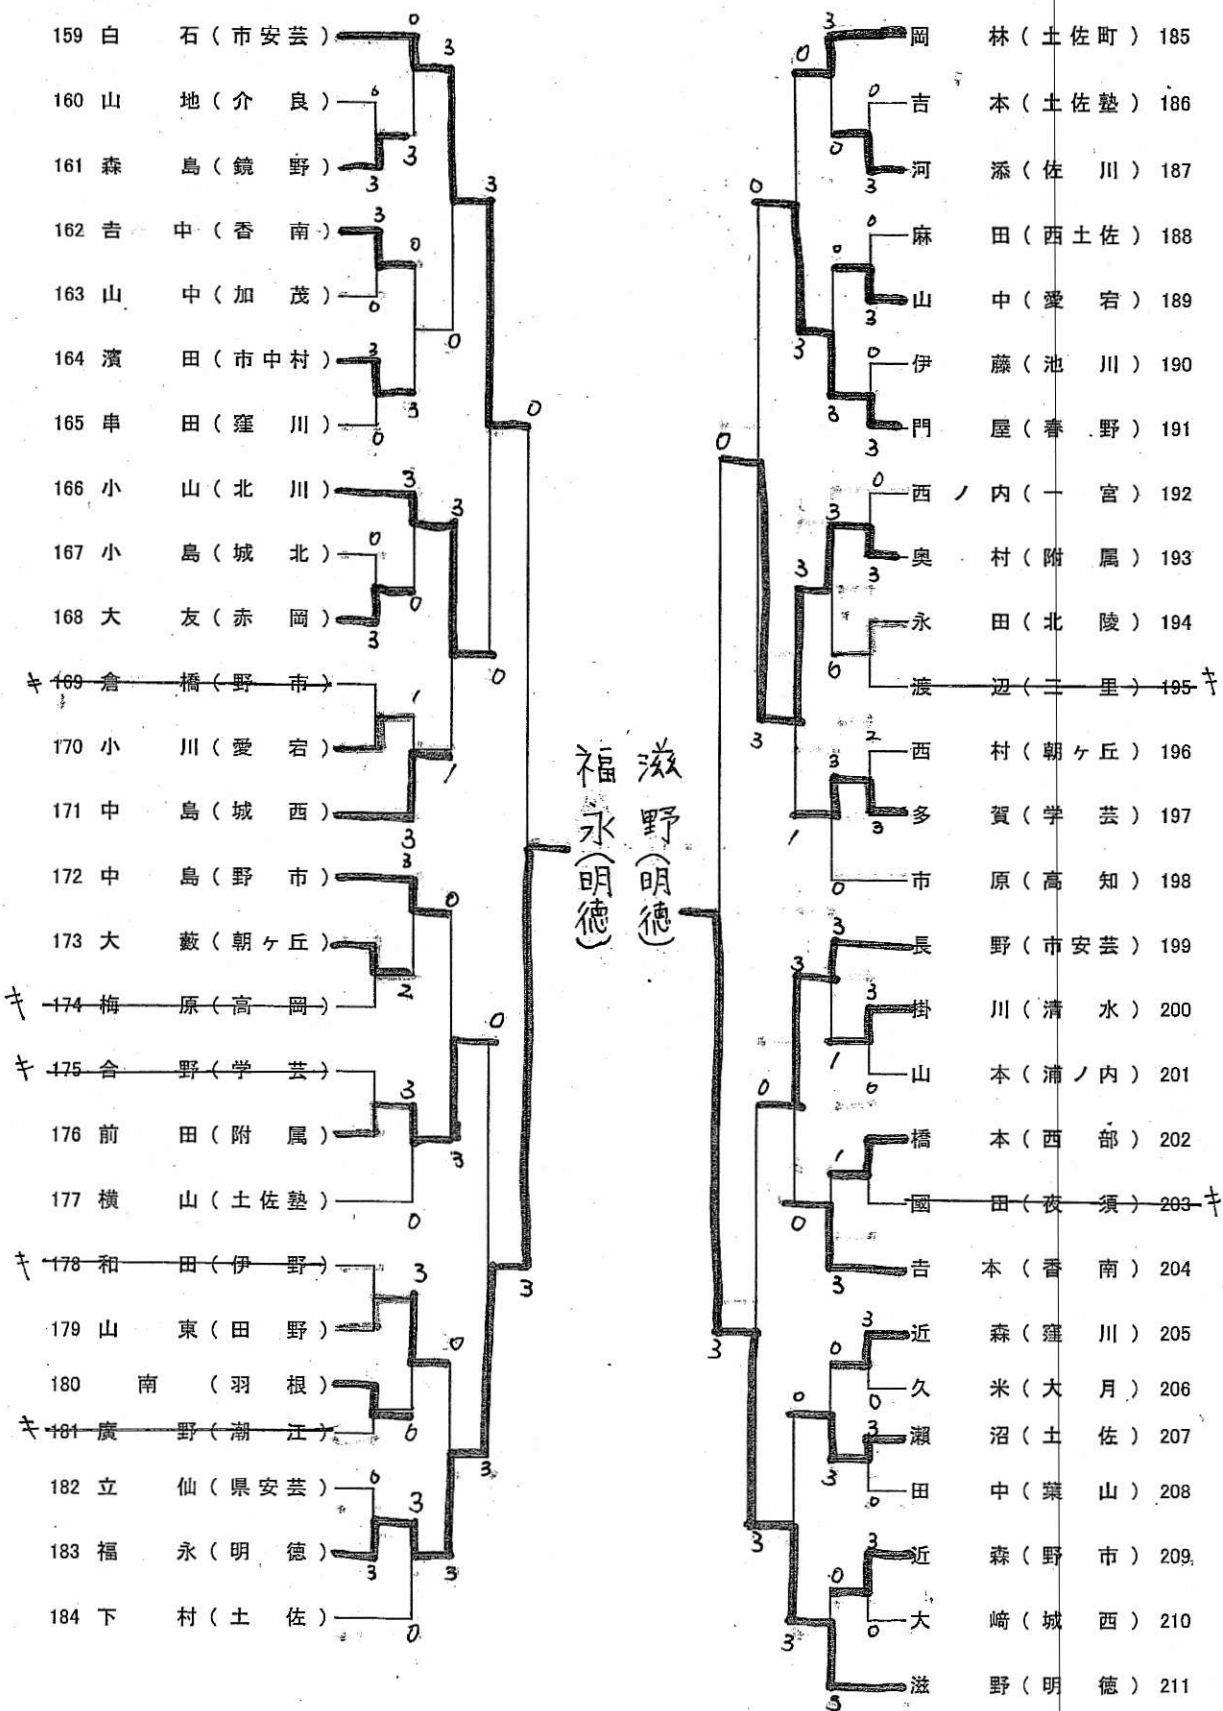 159 白石(市安芸)
160 山地(介良)
161 森島(鏡野)
162 吉中(香南)
163 山中(加茂)
164 濱田(市中村)
165 串田(窪川)
166 小山(北川)
167 小島(城北)
168 大友(赤岡)
キ 169 倉橋(野市)
170 小川(愛宕)
171 中島(城西)
172 中島(野市)
173 大藪(朝ヶ丘)
キ 174 梅原(高岡)
キ 175 合野(学芸)
176 前田(附属)
177 横山(土佐塾)
キ 178 和田(伊野)
179 山東(田野)
180 南(羽根)
キ 181 廣野(潮江)
182 立仙(県安芸)
183 福永(明徳)
184 下村(土佐)
福永(明徳)
滋野(明徳)
岡林(土佐町) 185
吉本(土佐塾) 186
河添(佐川) 187
麻田(西土佐) 188
山中(愛宕) 189
伊藤(池川) 190
門屋(春野) 191
西ノ内(一宮) 192
奥村(附属) 193
永田(北陵) 194
渡辺(三里) 195 キ
西村(朝ヶ丘) 196
多賀(学芸) 197
市原(高知) 198
長野(市安芸) 199
掛川(清水) 200
山本(浦ノ内) 201
橋本(西部) 202
國田(夜須) 203 キ
吉本(香南) 204
近森(窪川) 205
久米(大月) 206
瀬沼(土佐) 207
田中(葉山) 208
近森(野市) 209
大崎(城西) 210
滋野(明徳) 211